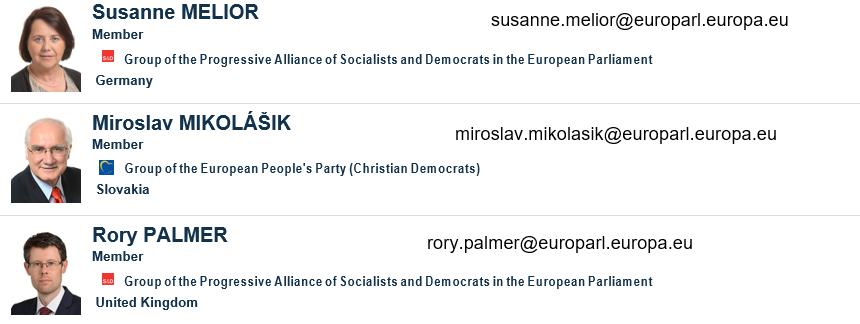 Susanne MELIOR
susanne.melior@europarl.europa.eu
Member
S&D Group of the Progressive Alliance of Socialists and Democrats in the European Parliament
Germany
Miroslav MIKOLÁŠIK
miroslav.mikolasik@europarl.europa.eu
Member
Group of the European People's Party (Christian Democrats)
Slovakia
Rory PALMER
rory.palmer@europarl.europa.eu
Member
S&D Group of the Progressive Alliance of Socialists and Democrats in the European Parliament
United Kingdom